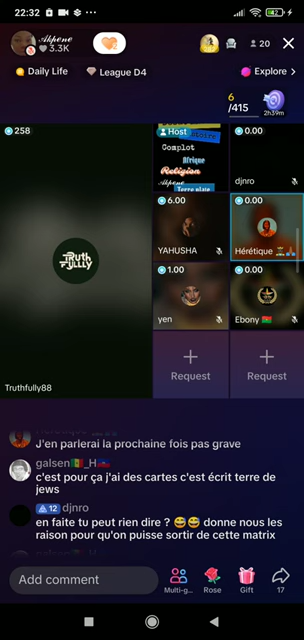 22:32
62
Akpene
3.3K
20
Daily Life
League D4
Explore >
6
/415
2h39m
258
Host
Complot
Afrique
Religion
Akpene
Terre plate
0.00
djnro
Truth
Fullly
6.00
YAHUSHA
0.00
Hérétique
1.00
yen
0.00
Ebony
Request
Request
Truthfully88
J'en parlerai la prochaine fois pas grave
galsen _H
c'est pour ça j'ai des cartes c'est écrit terre de
jews
12 djnro
en faite tu peut rien dire ? 😅😅 donne nous les
raison pour qu'on puisse sortir de cette matrix
Add comment
Multi-g...
Rose
Gift
17